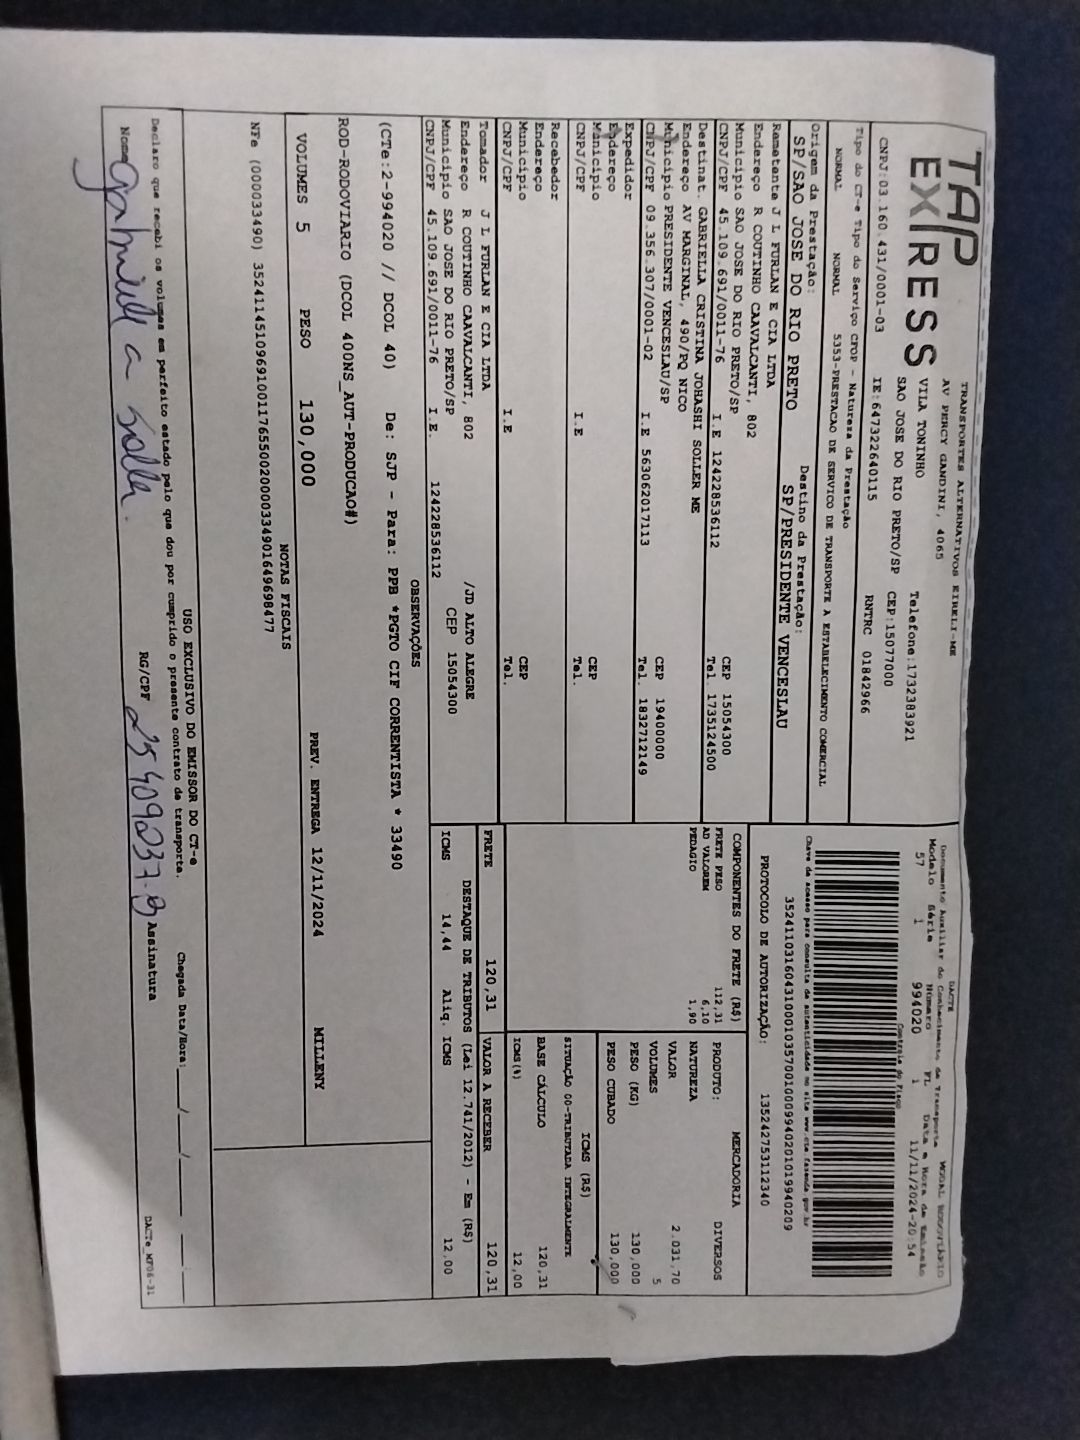 TAP
EXPRESS
TRANSPORTES ALTERNATIVOS EIRELI-ME
AV PERCY GANDINI, 4065
VILA TONINHO
Telefone:1732383921
SAO JOSE DO RIO PRETO/SP CEP:15077000
CNPJ:03.160.431/0001-03 IE:647322640115 RNTRC 01842966
DACTE MODAL RODOVIÁRIO
Documento Auxiliar do Conhecimento de Transporte
Modelo Série Número FL Data e Hora de Emissão
57 1 994020 1 11/11/2024-20:54
Controle do Fisco
Chave de acesso para consulta de autenticidade no site www.cte.fazenda.gov.br
35241103160431000103570010009940201019940209
PROTOCOLO DE AUTORIZAÇÃO: 135242753112340
Tipo do CT-e Tipo do Serviço CFOP - Natureza da Prestação
NORMAL NORMAL 5353-PRESTACAO DE SERVICO DE TRANSPORTE A ESTABELECIMENTO COMERCIAL
Origem da Prestação: Destino da Prestação:
SP/SAO JOSE DO RIO PRETO SP/PRESIDENTE VENCESLAU
Remetente J L FURLAN E CIA LTDA
Endereço R COUTINHO CAAVALCANTI, 802
Município SAO JOSE DO RIO PRETO/SP CEP 15054300
CNPJ/CPF 45.109.691/0011-76 I.E 124228536112 Tel. 1735124500
Destinat. GABRIELLA CRISTINA JOHASHI SOLLER ME
Endereço AV MARGINAL, 490/PQ NICO
Município PRESIDENTE VENCESLAU/SP CEP 19400000
CNPJ/CPF 09.356.307/0001-02 I.E 563062017113 Tel. 1832712149
Expedidor
Endereço
Município CEP
CNPJ/CPF I.E Tel.
Recebedor
Endereço
Município CEP
CNPJ/CPF I.E Tel.
Tomador J L FURLAN E CIA LTDA
Endereço R COUTINHO CAAVALCANTI, 802 /JD ALTO ALEGRE
Município SAO JOSE DO RIO PRETO/SP CEP 15054300
CNPJ/CPF 45.109.691/0011-76 I.E. 124228536112
COMPONENTES DO FRETE (R$)
FRETE PESO 112,31
AD VALOREM 6,10
PEDAGIO 1,90
MERCADORIA
PRODUTO: DIVERSOS
NATUREZA
VALOR 2.031,70
VOLUMES 5
PESO (KG) 130,000
PESO CUBADO 130,000
ICMS (R$)
SITUAÇÃO 00-TRIBUTADA INTEGRALMENTE
BASE CÁLCULO 120,31
ICMS(%) 12,00
FRETE 120,31 VALOR A RECEBER 120,31
DESTAQUE DE TRIBUTOS (Lei 12.741/2012) - Em (R$)
ICMS 14,44 Aliq. ICMS 12,00
OBSERVAÇÕES
(CTe:2-994020 // DCOL 40) De: SJP - Para: PPB *PGTO CIF CORRENTISTA * 33490
ROD-RODOVIARIO (DCOL 400NS_AUT-PRODUCAO#)
VOLUMES 5 PESO 130,000 PREV. ENTREGA 12/11/2024 MILLENY
NOTAS FISCAIS
NFe (000033490) 35241145109691001176550020000334901649698477
USO EXCLUSIVO DO EMISSOR DO CT-e
Declaro que recebi os volumes em perfeito estado pelo que dou por cumprido o presente contrato de transporte. Chegada Data/Hora:___/___/______ ___:___
Nome RG/CPF Assinatura
DACTe_MF06-31